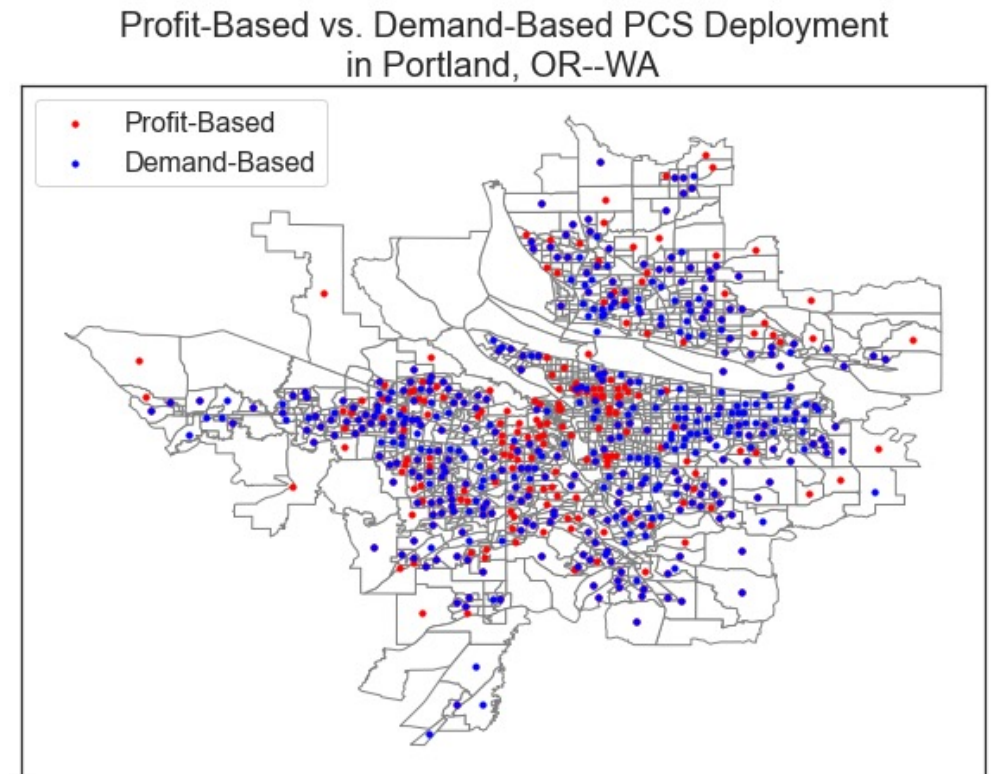 Profit-Based vs. Demand-Based PCS Deployment
in Portland, OR--WA
Profit-Based
Demand-Based